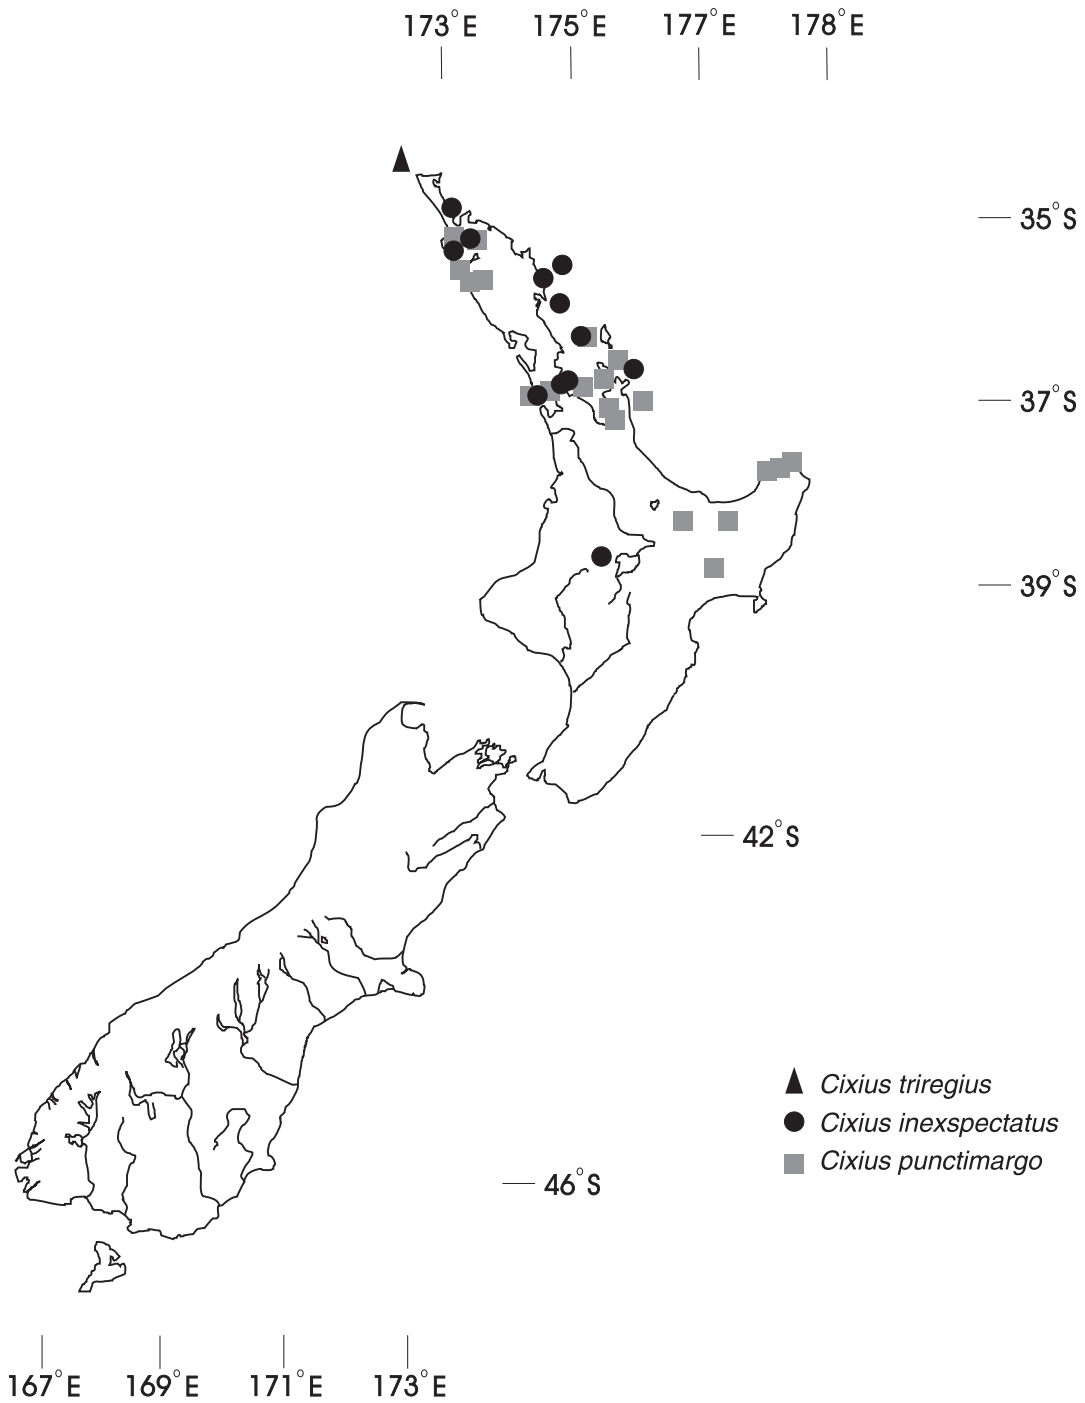 173°E 175°E 177°E 178°E
35°S
37°S
39°S
42°S
Cixius triregius
Cixius inexspectatus
Cixius punctimargo
46°S
167°E 169°E 171°E 173°E